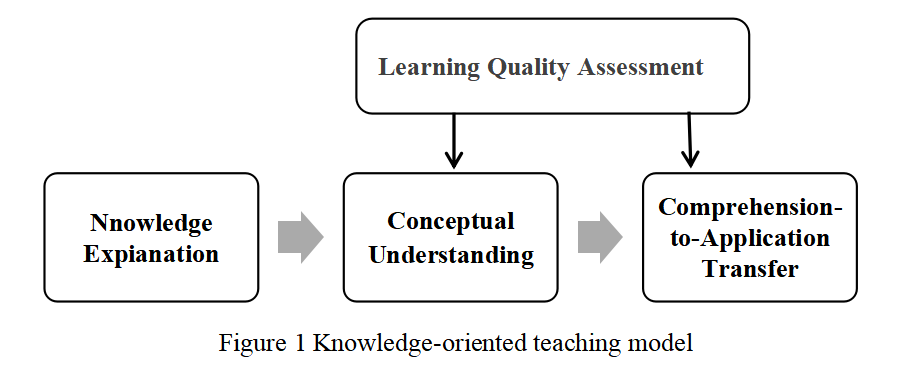 Learning Quality Assessment
Nnowledge
Expianation
Conceptual
Understanding
Comprehension-
to-Application
Transfer
Figure 1 Knowledge-oriented teaching model